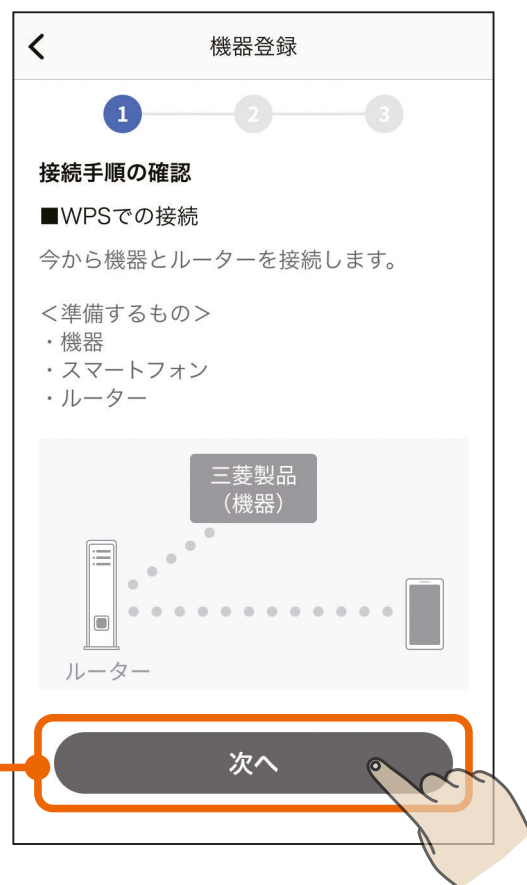 機器登録
1 2 3
接続手順の確認
■WPSでの接続
今から機器とルーターを接続します。
＜準備するもの＞
・機器
・スマートフォン
・ルーター
三菱製品
（機器）
ルーター
次へ